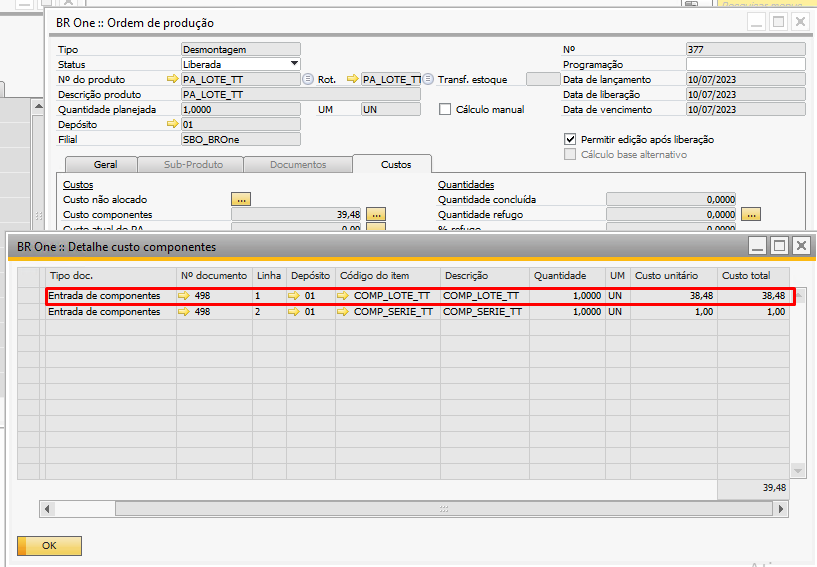 BR One :: Ordem de produção
Tipo Desmontagem Nº 377
Status Liberada Programação
Nº do produto PA_LOTE_TT Rot. PA_LOTE_TT Transf. estoque Data de lançamento 10/07/2023
Descrição produto PA_LOTE_TT Data de liberação 10/07/2023
Quantidade planejada 1,0000 UM UN Cálculo manual Data de vencimento 10/07/2023
Depósito 01
Filial SBO_BROne Permitir edição após liberação
Cálculo base alternativo
Geral Sub-Produto Documentos Custos
Custos Quantidades
Custo não alocado ... Quantidade concluída 0,0000
Custo componentes 39,48 ... Quantidade refugo 0,0000 ...
Custo atual do PA 0,00 % refugo 0,0000
BR One :: Detalhe custo componentes
Tipo doc. Nº documento Linha Depósito Código do item Descrição Quantidade UM Custo unitário Custo total
Entrada de componentes 498 1 01 COMP_LOTE_TT COMP_LOTE_TT 1,0000 UN 38,48 38,48
Entrada de componentes 498 2 01 COMP_SERIE_TT COMP_SERIE_TT 1,0000 UN 1,00 1,00
39,48
OK